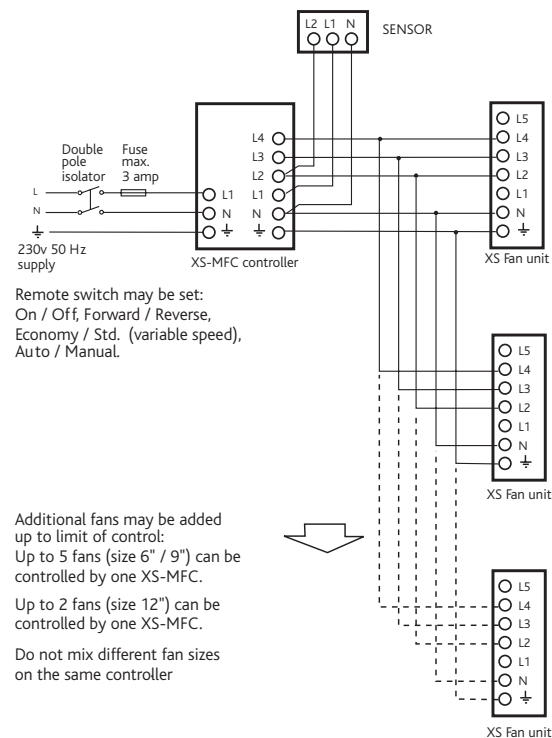 L2 L1 N
SENSOR
L4
L3
L2
L1 L1
N N
XS-MFC controller
Double
pole
isolator
Fuse
max.
3 amp
L
N
230v 50 Hz
supply
L5
L4
L3
L2
L1
N
XS Fan unit
Remote switch may be set:
On / Off, Forward / Reverse,
Economy / Std. (variable speed),
Auto / Manual.
L5
L4
L3
L2
L1
N
XS Fan unit
Additional fans may be added
up to limit of control:
Up to 5 fans (size 6" / 9") can be
controlled by one XS-MFC.
Up to 2 fans (size 12") can be
controlled by one XS-MFC.
Do not mix different fan sizes
on the same controller
L5
L4
L3
L2
L1
N
XS Fan unit